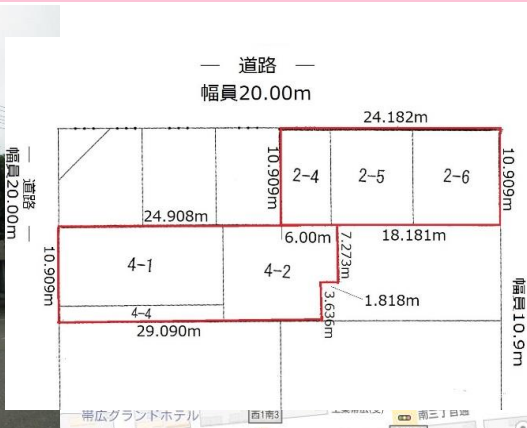 ― 道路 ―
幅員20.00m
24.182m
― 道路 ―
幅員20.00m
10.909m
2-4
2-5
2-6
10.909m
24.908m
6.00m
18.181m
10.909m
4-1
4-2
7.273m
1.818m
3.636m
4-4
29.090m
幅員10.9m
帯広グランドホテル
西1南3
南三丁目通